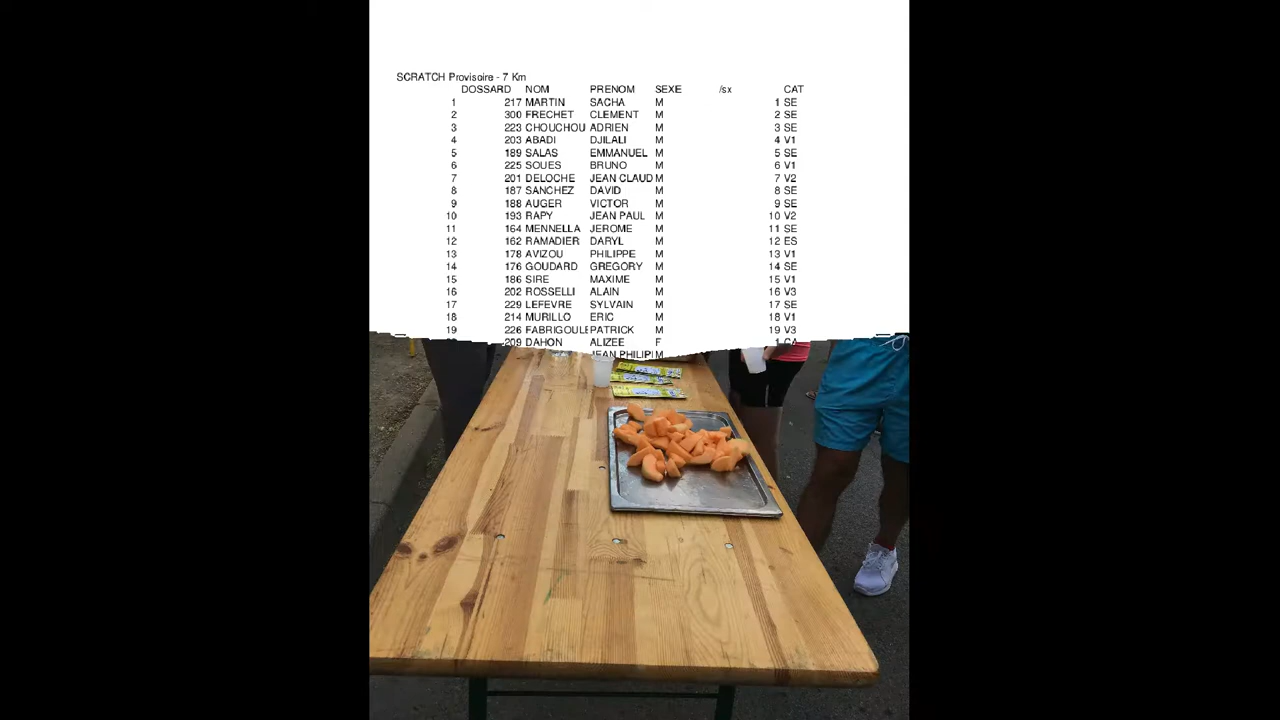 SCRATCH Provisoire - 7 Km
DOSSARD NOM PRENOM SEXE /sx CAT
1 217 MARTIN SACHA M 1 SE
2 300 FRECHET CLEMENT M 2 SE
3 223 CHOUCHOU ADRIEN M 3 SE
4 203 ABADI DJILALI M 4 V1
5 189 SALAS EMMANUEL M 5 SE
6 225 SOUES BRUNO M 6 V1
7 201 DELOCHE JEAN CLAUD M 7 V2
8 187 SANCHEZ DAVID M 8 SE
9 188 AUGER VICTOR M 9 SE
10 193 RAPY JEAN PAUL M 10 V2
11 164 MENNELLA JEROME M 11 SE
12 162 RAMADIER DARYL M 12 ES
13 178 AVIZOU PHILIPPE M 13 V1
14 176 GOUDARD GREGORY M 14 SE
15 186 SIRE MAXIME M 15 V1
16 202 ROSSELLI ALAIN M 16 V3
17 229 LEFEVRE SYLVAIN M 17 SE
18 214 MURILLO ERIC M 18 V1
19 226 FABRIGOULE PATRICK M 19 V3
209 DAHON ALIZEE F 1 CA
JEAN PHILIPI M